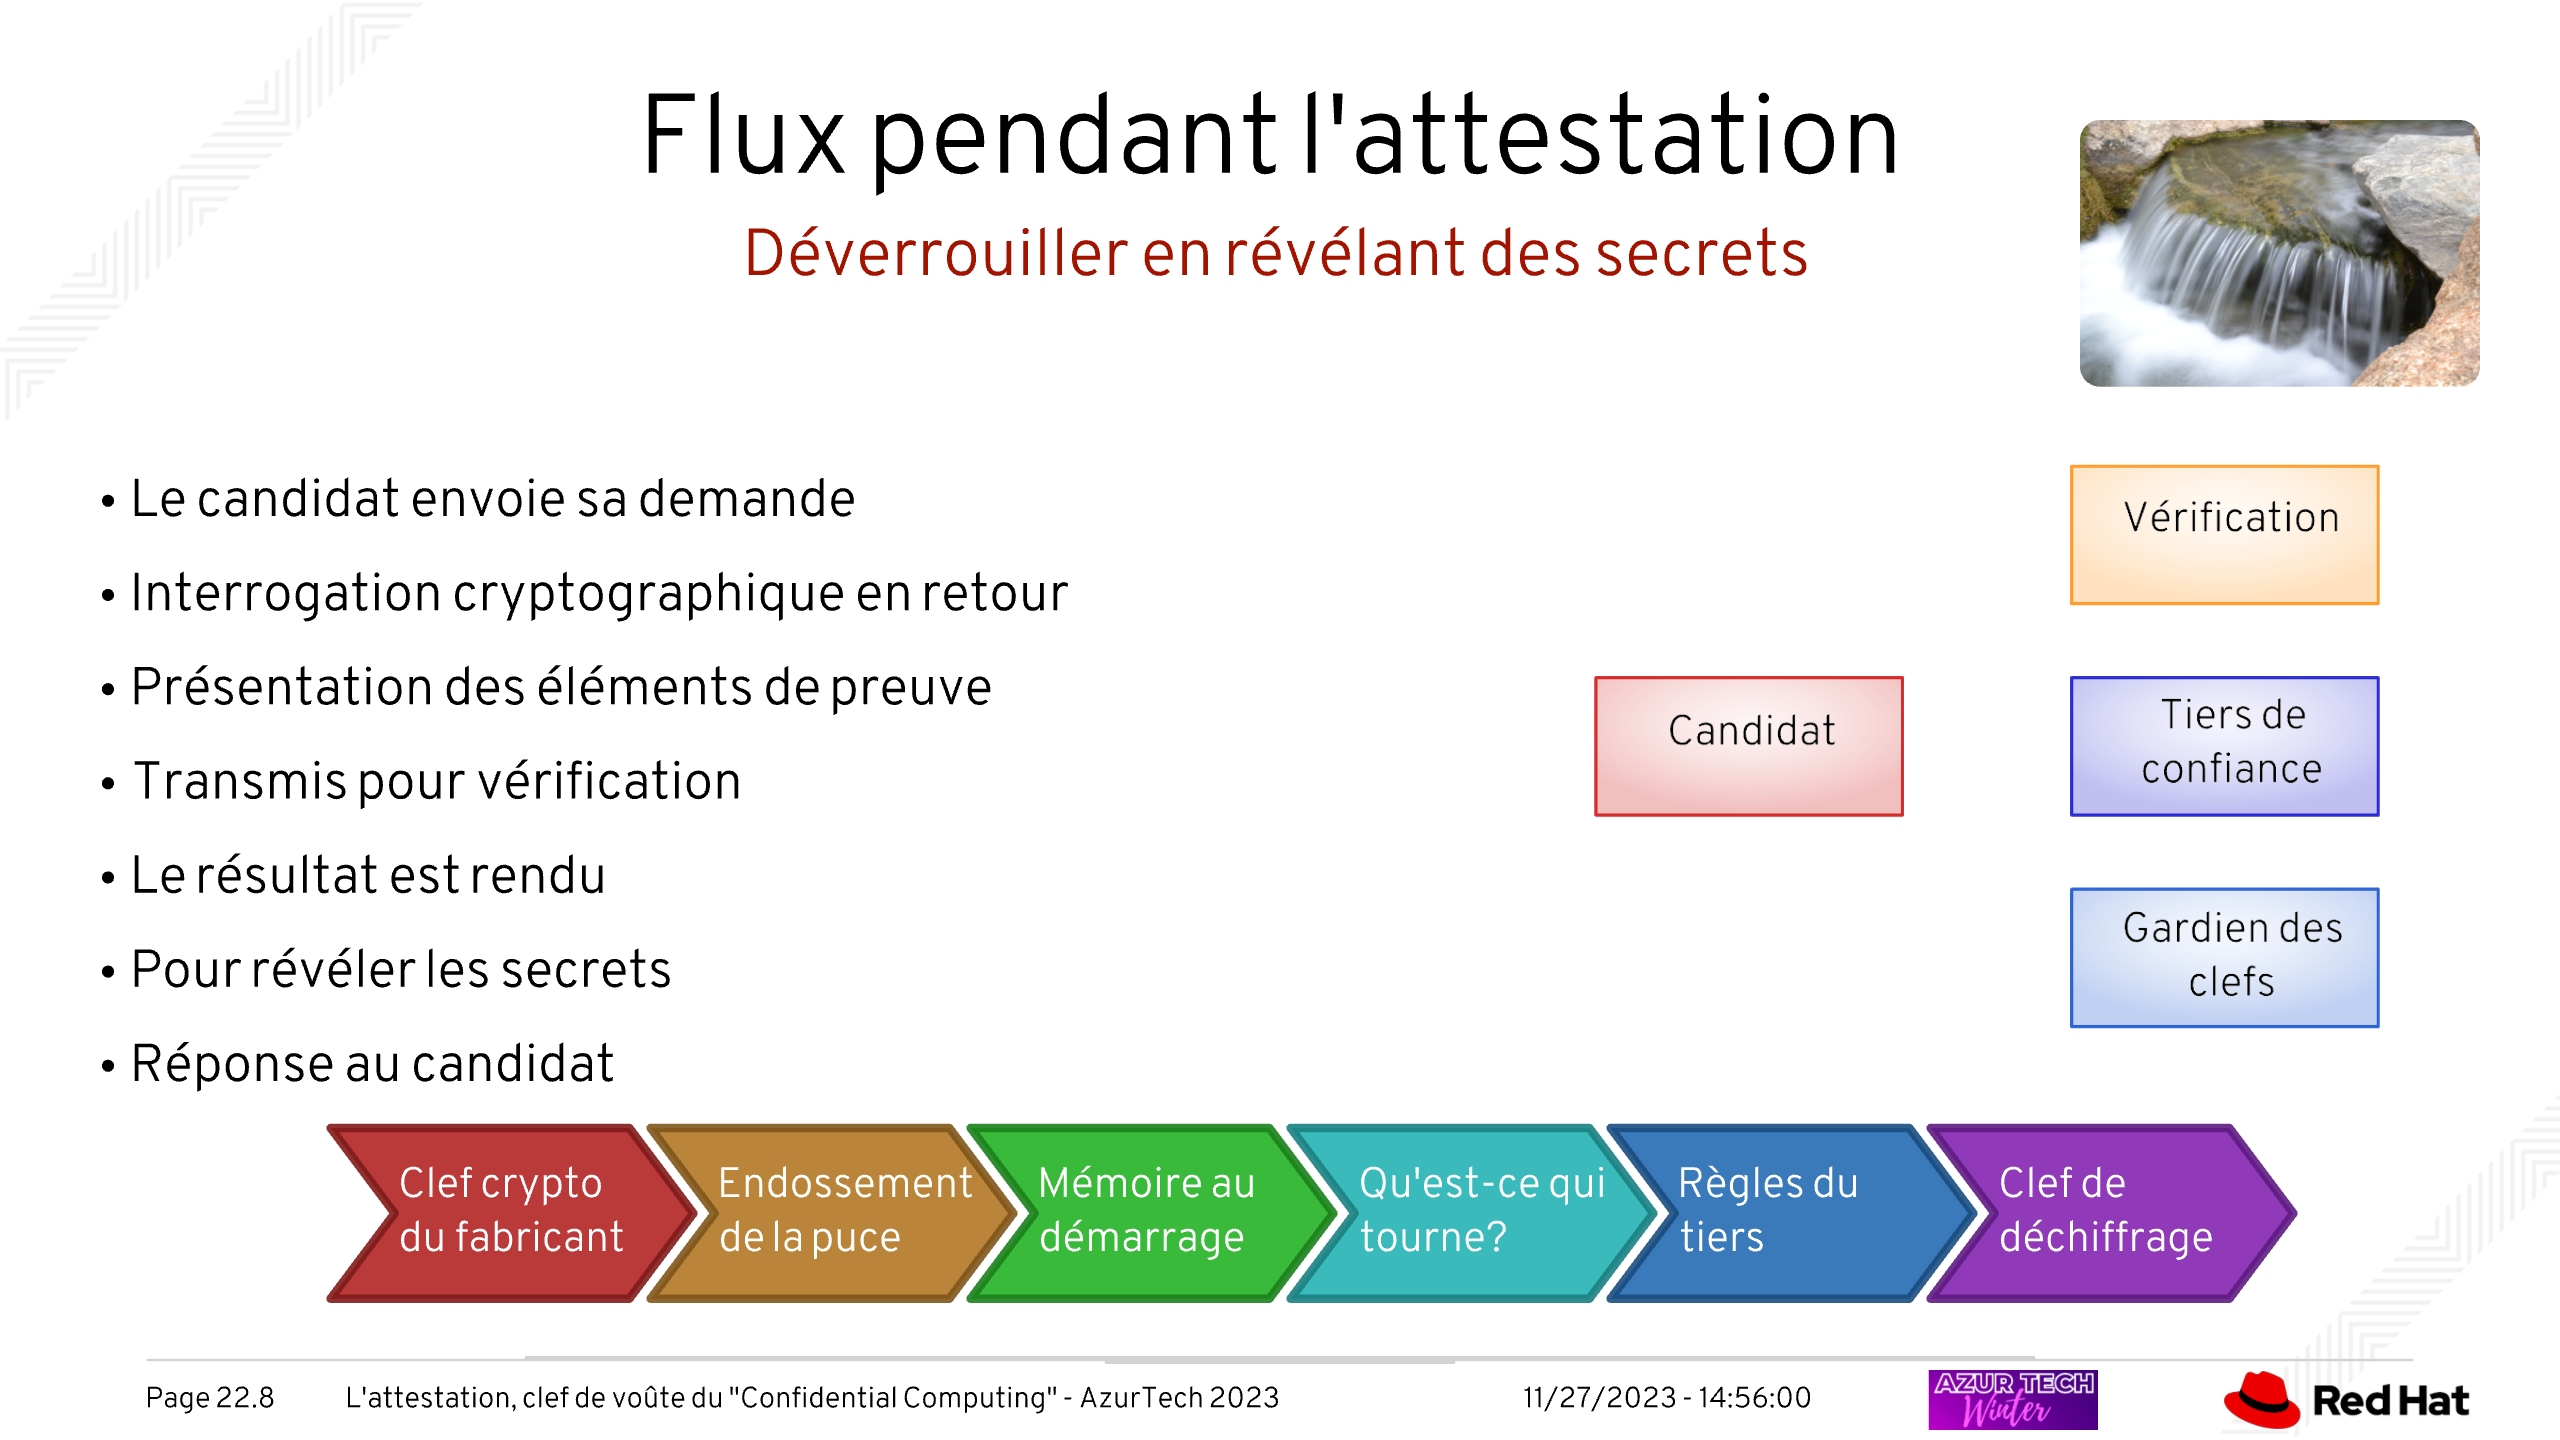 Flux pendant l'attestation
Déverrouiller en révélant des secrets
• Le candidat envoie sa demande
• Interrogation cryptographique en retour
• Présentation des éléments de preuve
• Transmis pour vérification
• Le résultat est rendu
• Pour révéler les secrets
• Réponse au candidat
Vérification
Candidat
Tiers de
confiance
Gardien des
clefs
Clef crypto
du fabricant
Endossement
de la puce
Mémoire au
démarrage
Qu'est-ce qui
tourne?
Règles du
tiers
Clef de
déchiffrage
Page 22.8
L'attestation, clef de voûte du "Confidential Computing" - AzurTech 2023
11/27/2023 - 14:56:00
AZUR TECH
Winter
Red Hat